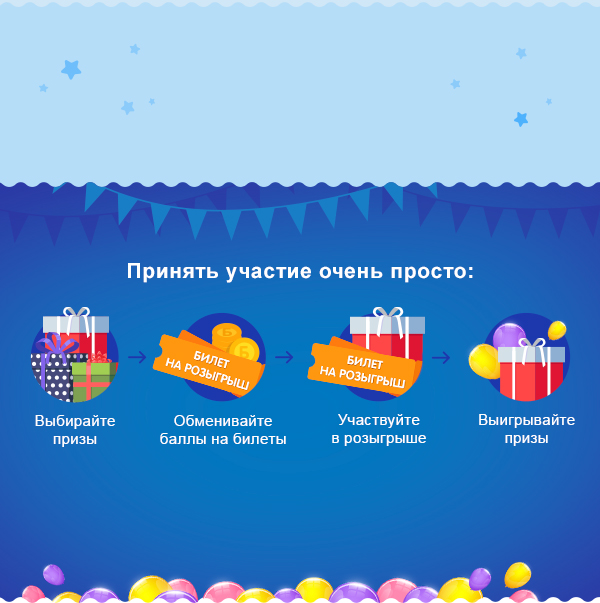 Принять участие очень просто:
БИЛЕТ
НА РОЗЫГРЫШ
Б
Б
БИЛЕТ
НА РОЗЫГРЫШ
Выбирайте
призы
Обменивайте
баллы на билеты
Участвуйте
в розыгрыше
Выигрывайте
призы